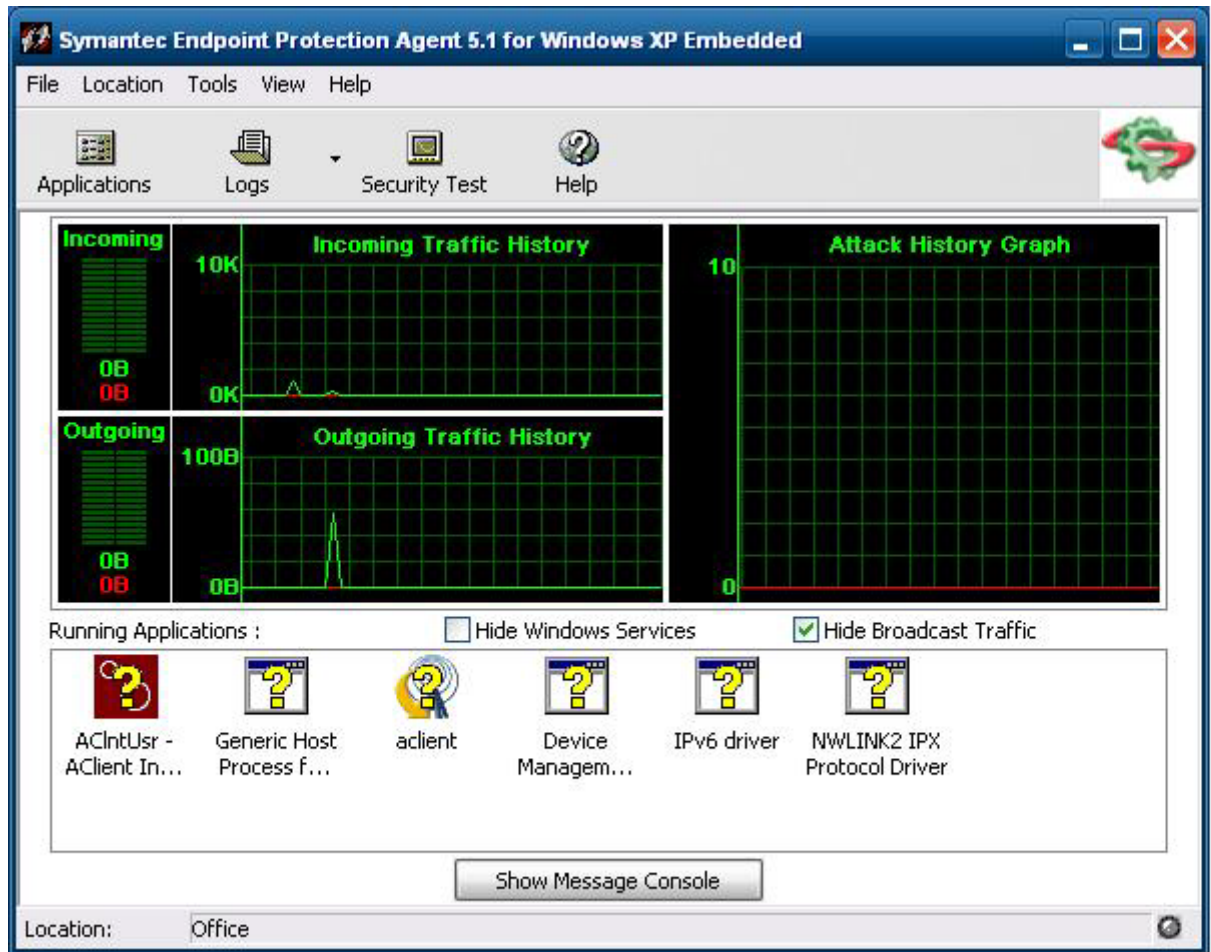 Symantec Endpoint Protection Agent 5.1 for Windows XP Embedded
File Location Tools View Help
Applications Logs Security Test Help
Incoming
10K
Incoming Traffic History
0B
0B
0K
Outgoing
100B
Outgoing Traffic History
0B
0B
0B
Attack History Graph
10
0
Running Applications :
Hide Windows Services
Hide Broadcast Traffic
AClntUsr -
AClient In...
Generic Host
Process f...
aclient
Device
Managem...
IPv6 driver
NWLINK2 IPX
Protocol Driver
Show Message Console
Location: Office